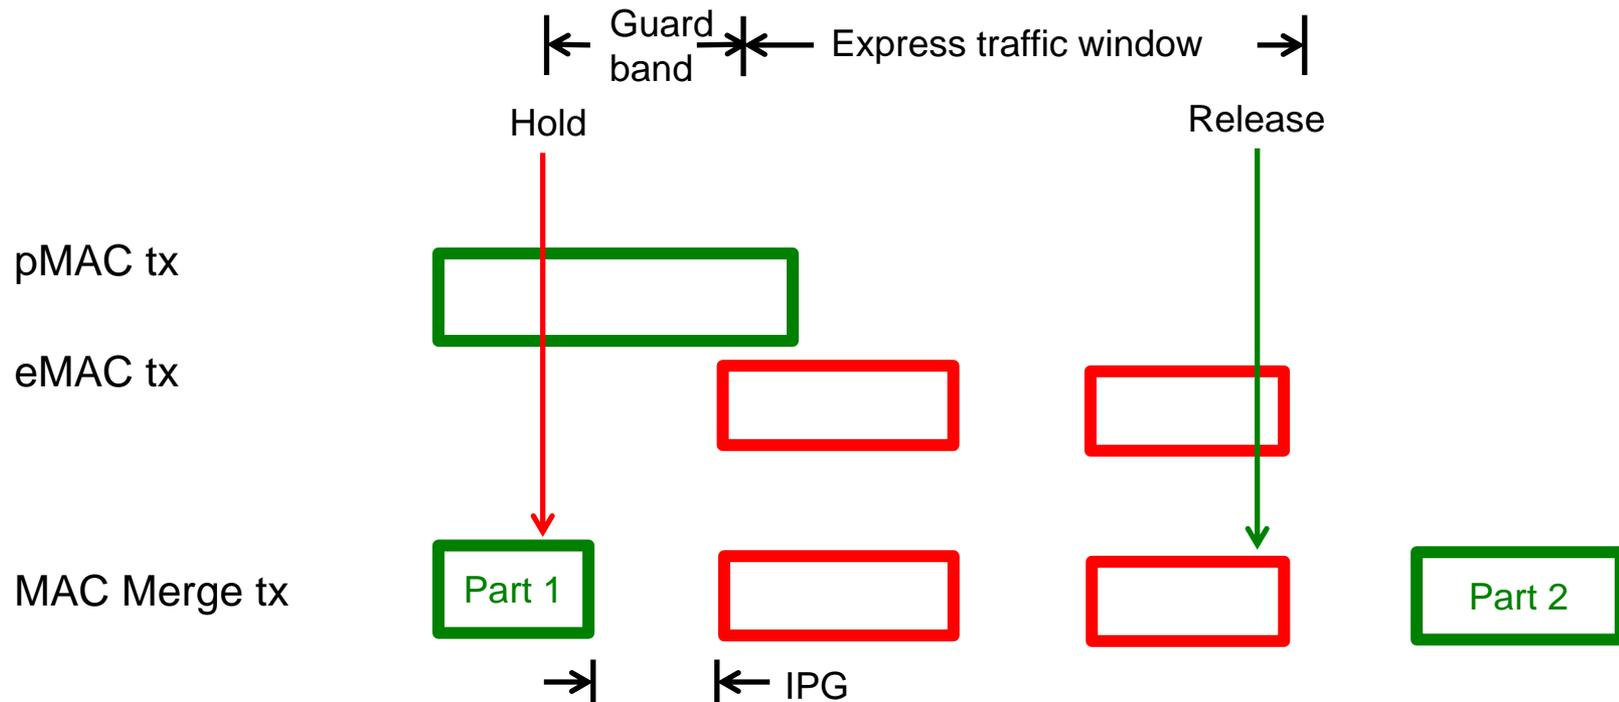 Guard
band
Express traffic window
Hold
Release
pMAC tx
eMAC tx
MAC Merge tx
Part 1
Part 2
IPG